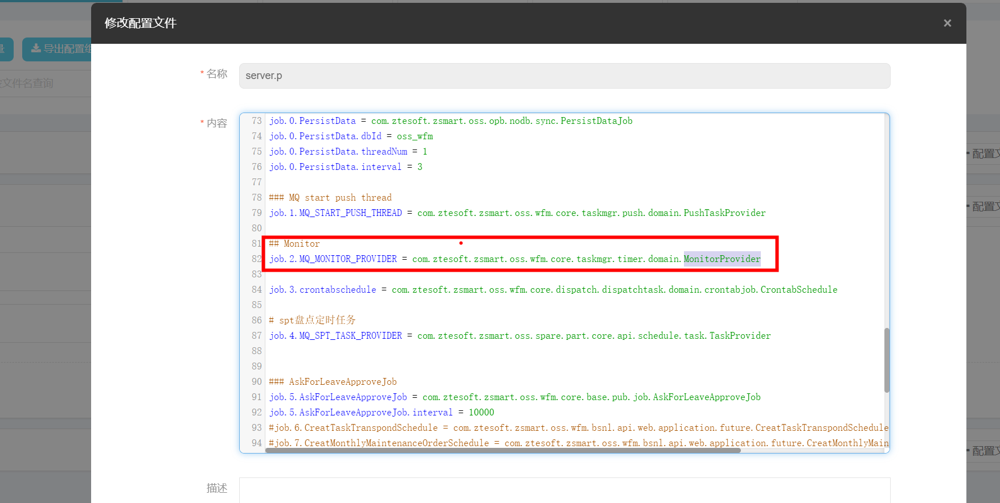 修改配置文件
×
量
导出配置组
文件名查询
* 名称
server.p
* 内容
73 job.0.PersistData = com.ztesoft.zsmart.oss.opb.nodb.sync.PersistDataJob
74 job.0.PersistData.dbId = oss_wfm
75 job.0.PersistData.threadNum = 1
76 job.0.PersistData.interval = 3
77
78 ### MQ start push thread
79 job.1.MQ_START_PUSH_THREAD = com.ztesoft.zsmart.oss.wfm.core.taskmgr.push.domain.PushTaskProvider
80
81 ## Monitor
82 job.2.MQ_MONITOR_PROVIDER = com.ztesoft.zsmart.oss.wfm.core.taskmgr.timer.domain.MonitorProvider
83
84 job.3.crontabschedule = com.ztesoft.zsmart.oss.wfm.core.dispatch.dispatchtask.domain.crontabjob.CrontabSchedule
85
86 # spt盘点定时任务
87 job.4.MQ_SPT_TASK_PROVIDER = com.ztesoft.zsmart.oss.spare.part.core.api.schedule.task.TaskProvider
88
89
90 ### AskForLeaveApproveJob
91 job.5.AskForLeaveApproveJob = com.ztesoft.zsmart.oss.wfm.core.base.pub.job.AskForLeaveApproveJob
92 job.5.AskForLeaveApproveJob.interval = 10000
93 #job.6.CreatTaskTranspondSchedule = com.ztesoft.zsmart.oss.wfm.bsnl.api.web.application.future.CreatTaskTranspondSchedule
94 #job.7.CreatMonthlyMaintenanceOrderSchedule = com.ztesoft.zsmart.oss.wfm.bsnl.api.web.application.future.CreatMonthlyMain
配置文
配置文
配置文
描述